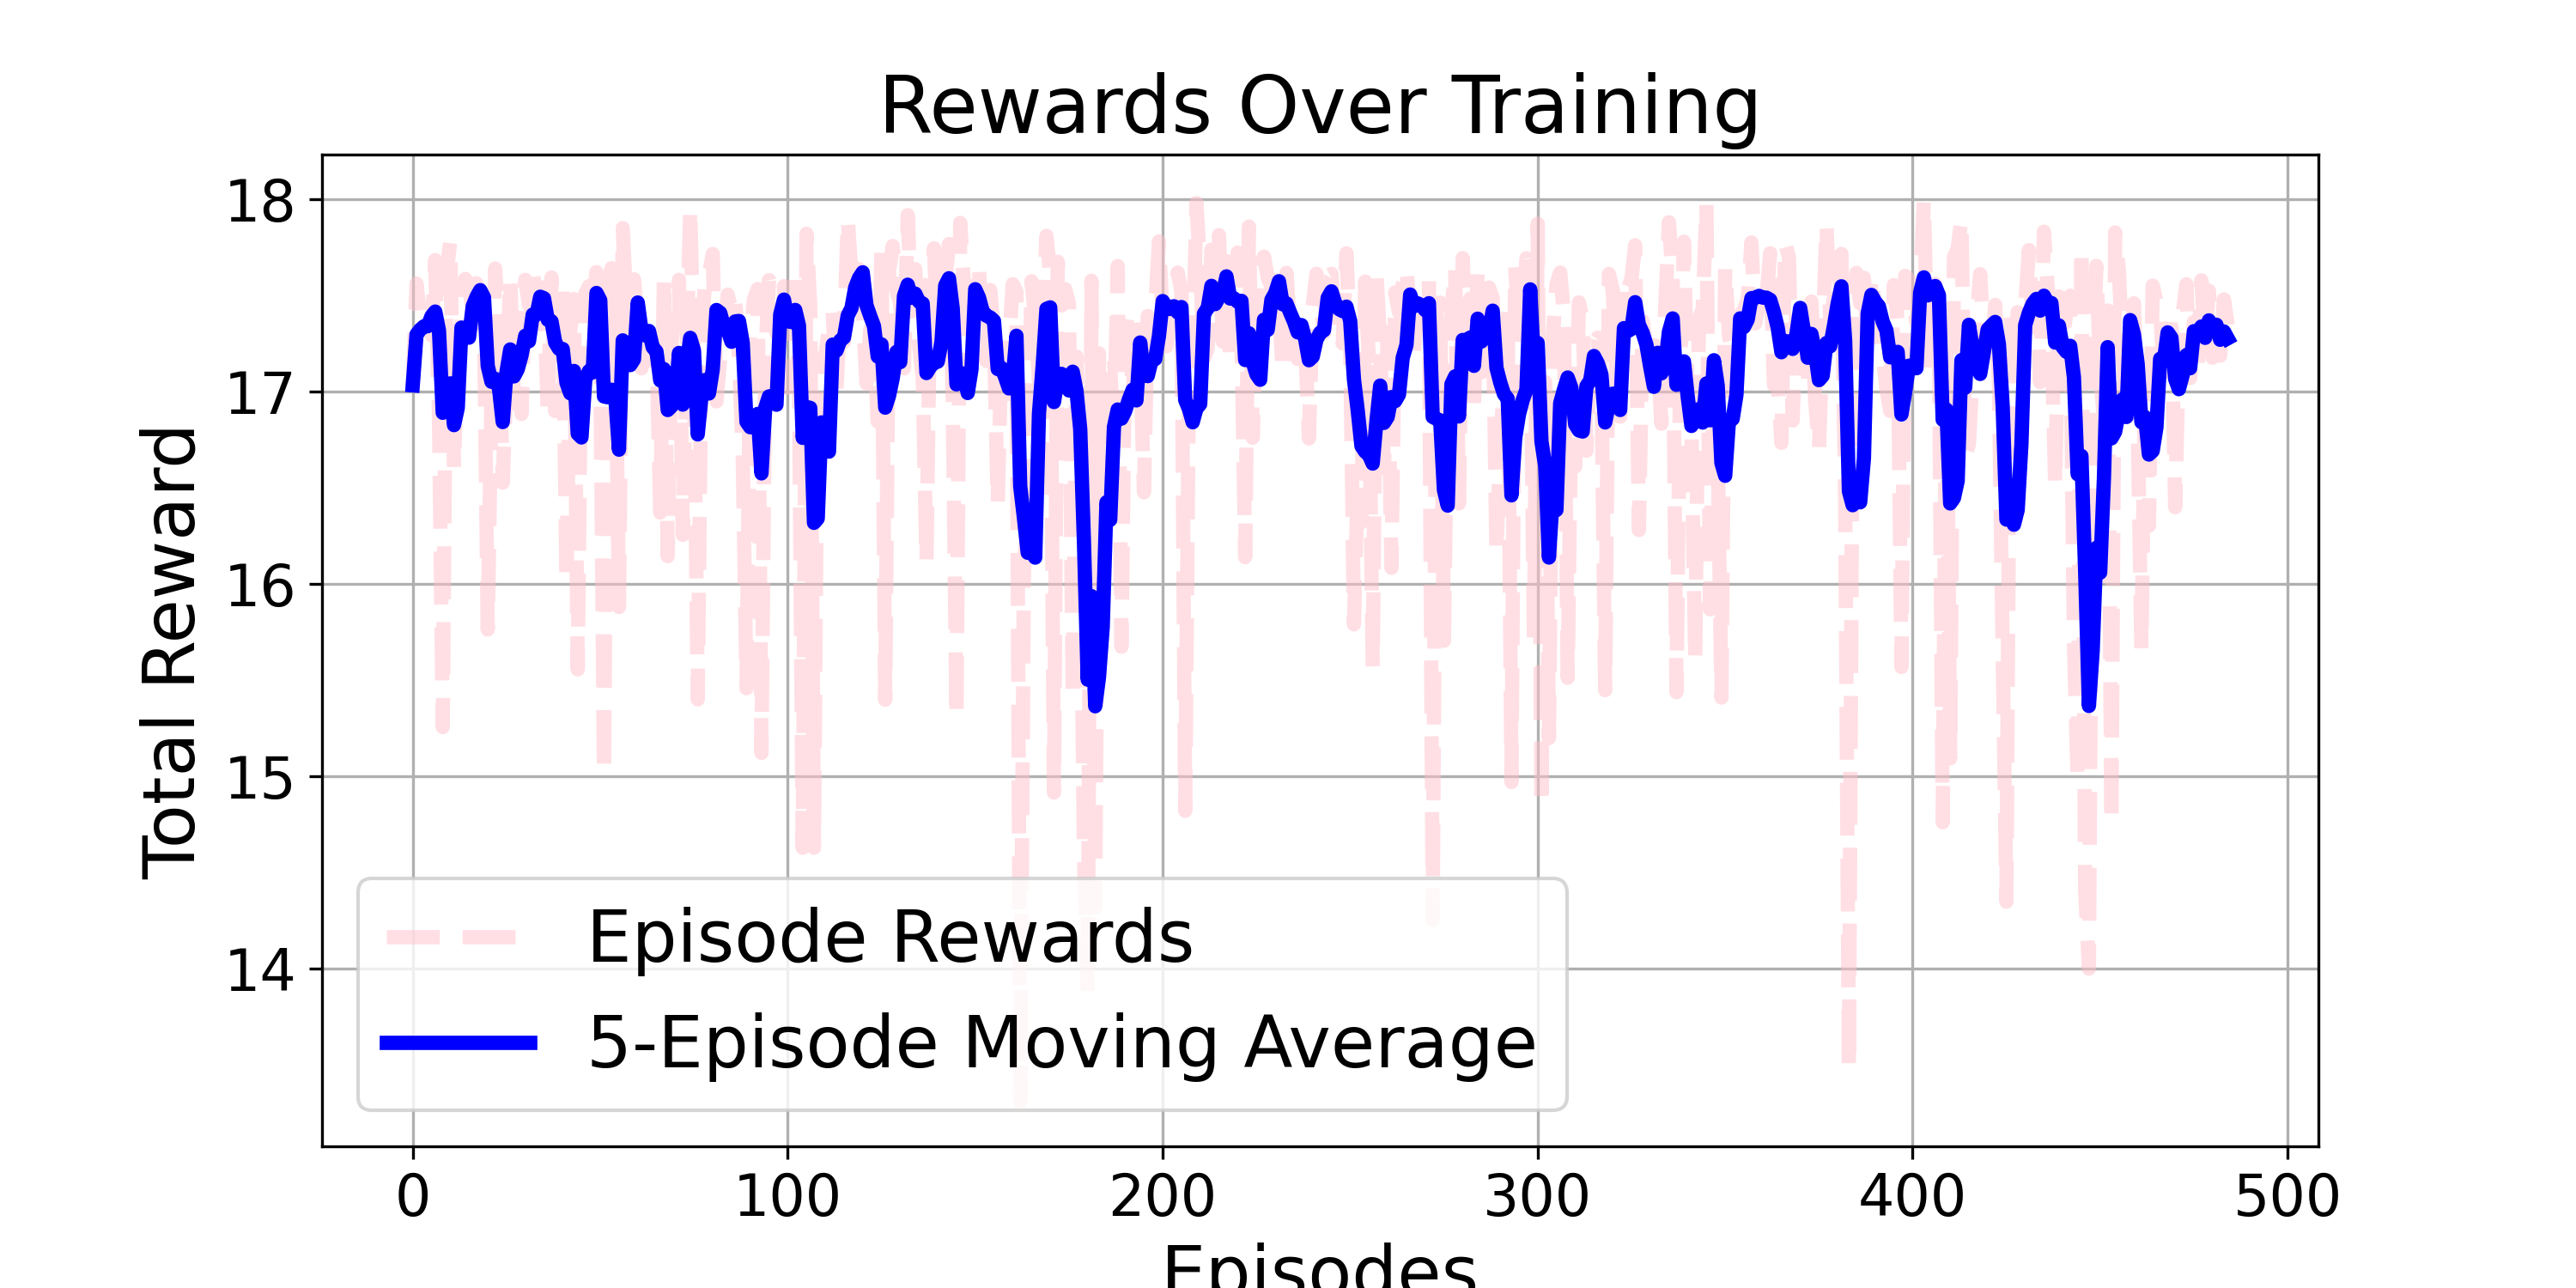 Rewards Over Training
Total Reward
18
17
16
15
14
Episode Rewards
5-Episode Moving Average
0 100 200 300 400 500
Episodes